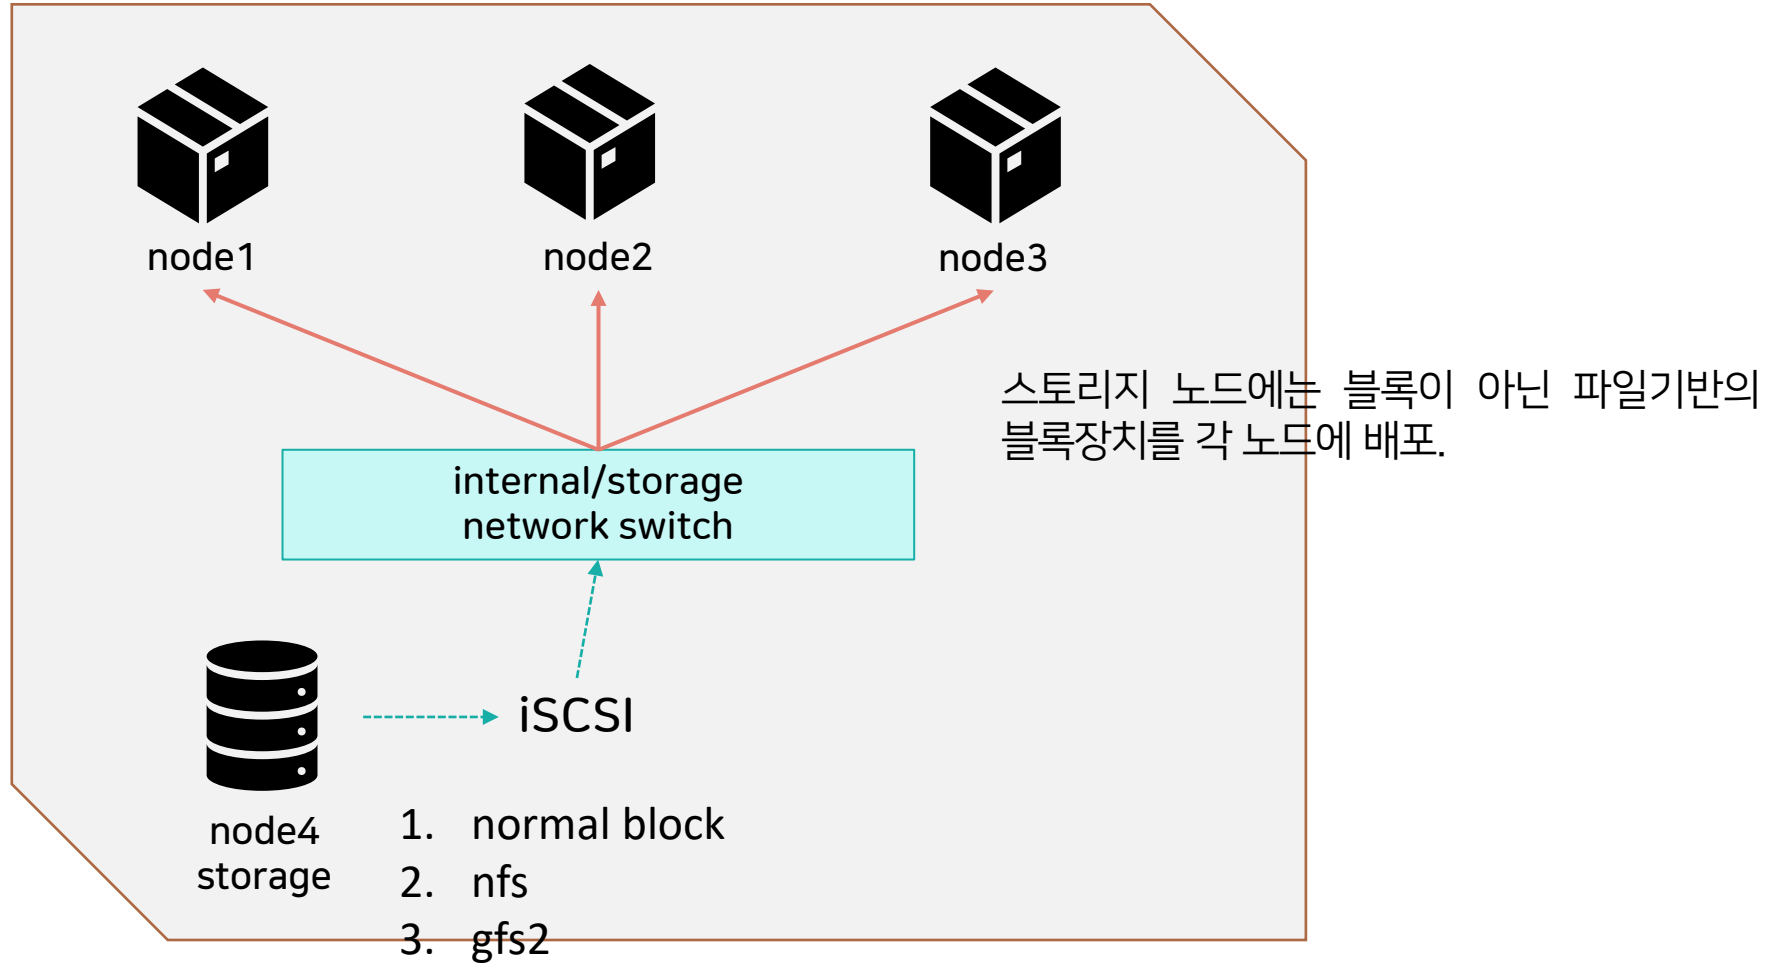 node1
node2
node3
스토리지 노드에는 블록이 아닌 파일기반의
블록장치를 각 노드에 배포.
internal/storage
network switch
iSCSI
node4
storage
1. normal block
2. nfs
3. gfs2